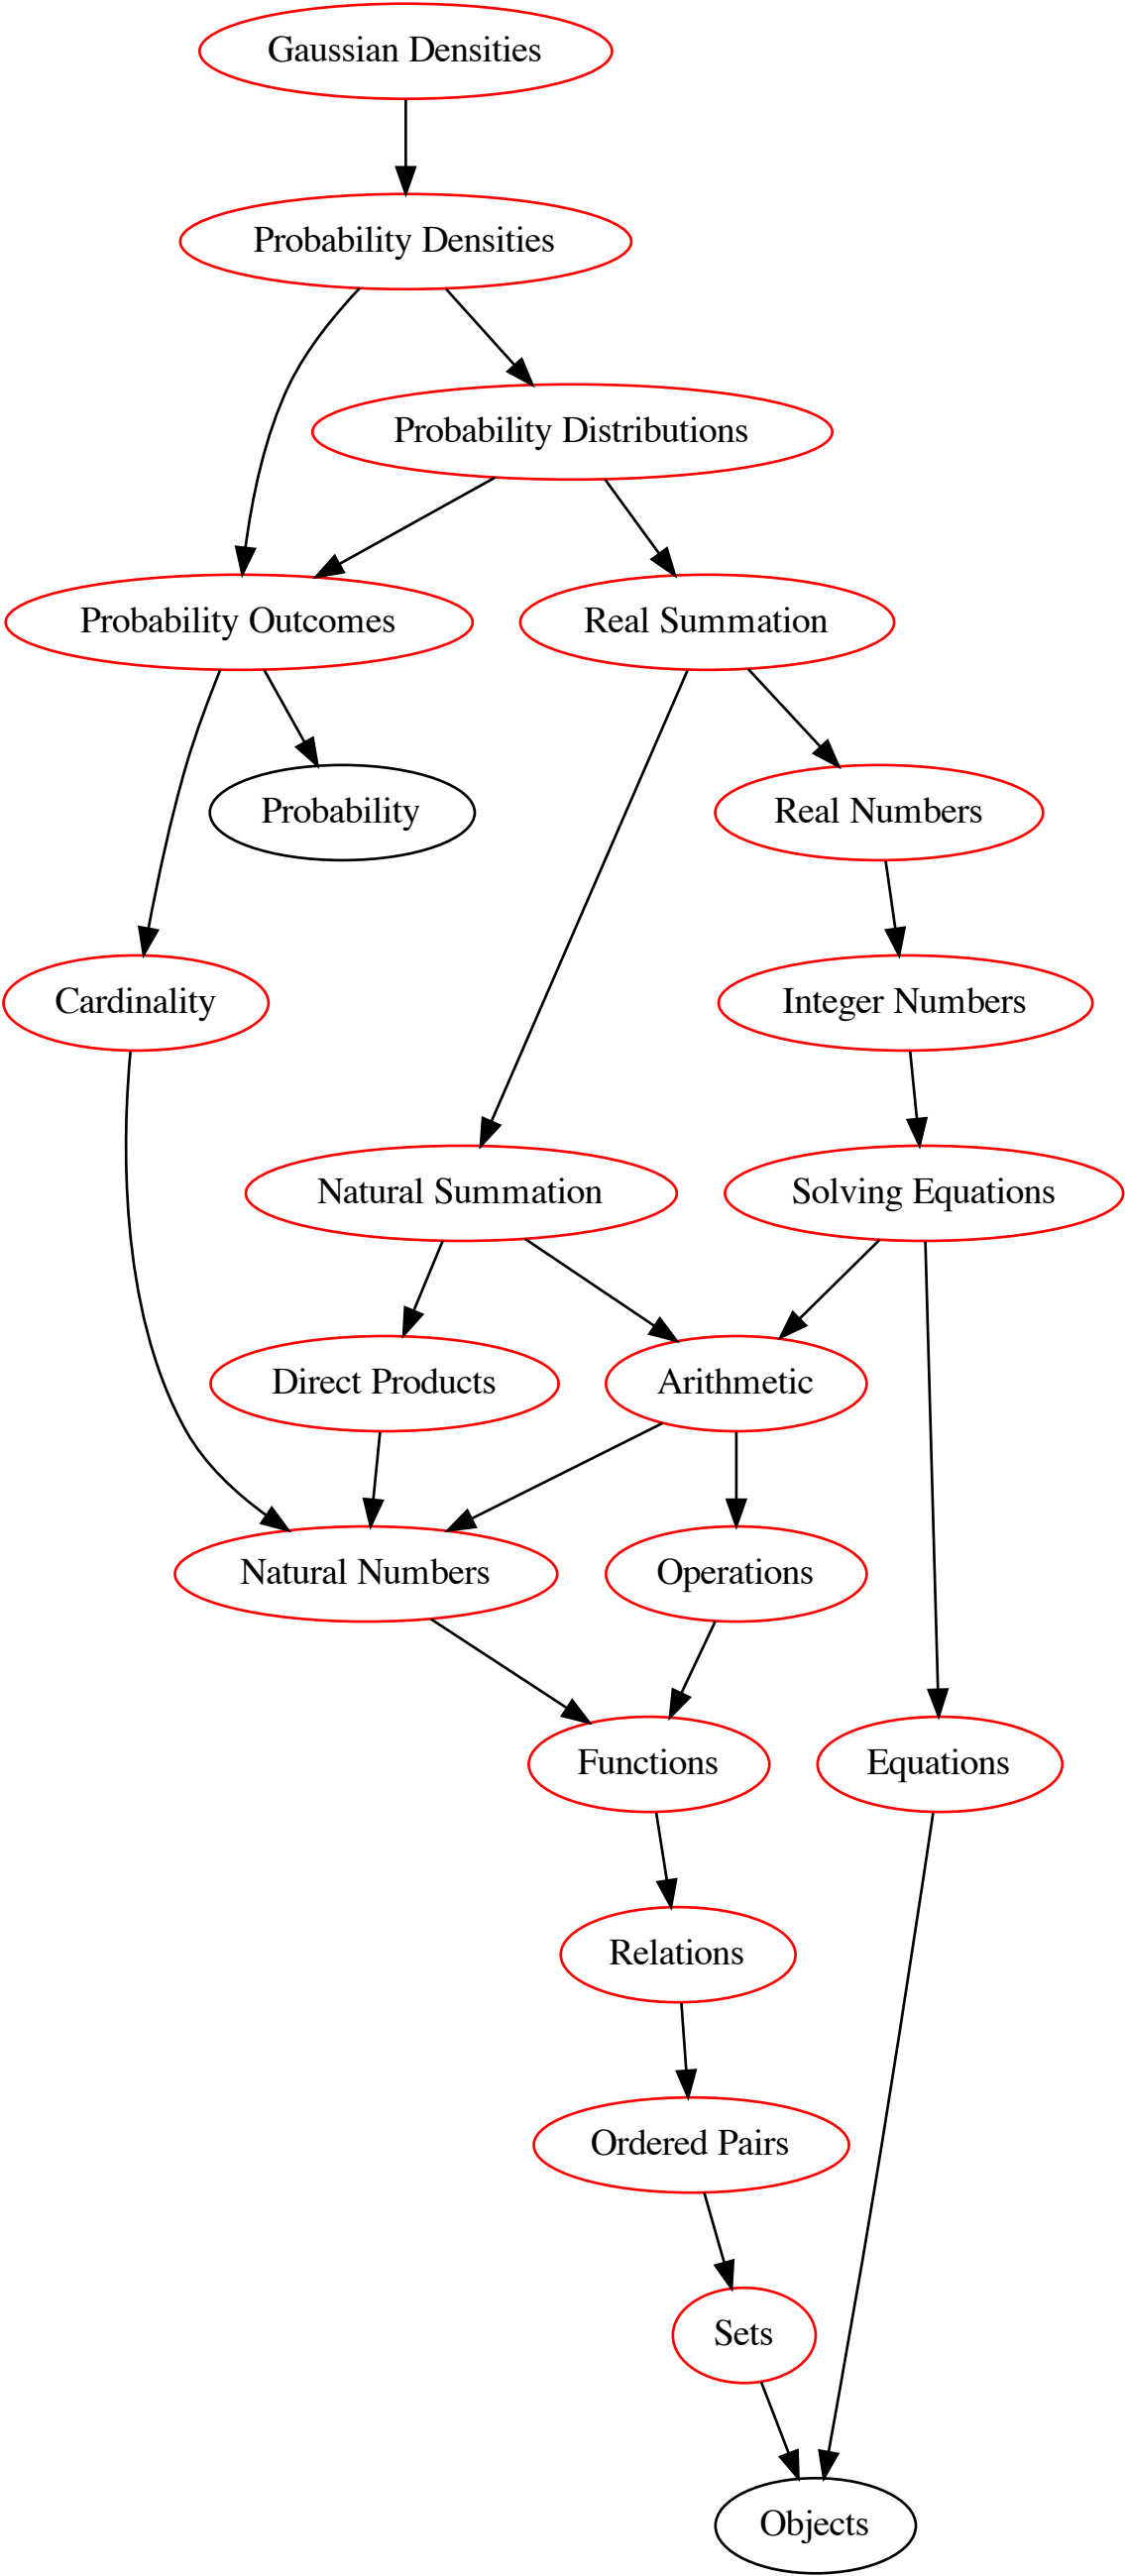 Gaussian Densities
Probability Densities
Probability Distributions
Probability Outcomes
Real Summation
Probability
Real Numbers
Cardinality
Integer Numbers
Natural Summation
Solving Equations
Direct Products
Arithmetic
Natural Numbers
Operations
Functions
Equations
Relations
Ordered Pairs
Sets
Objects